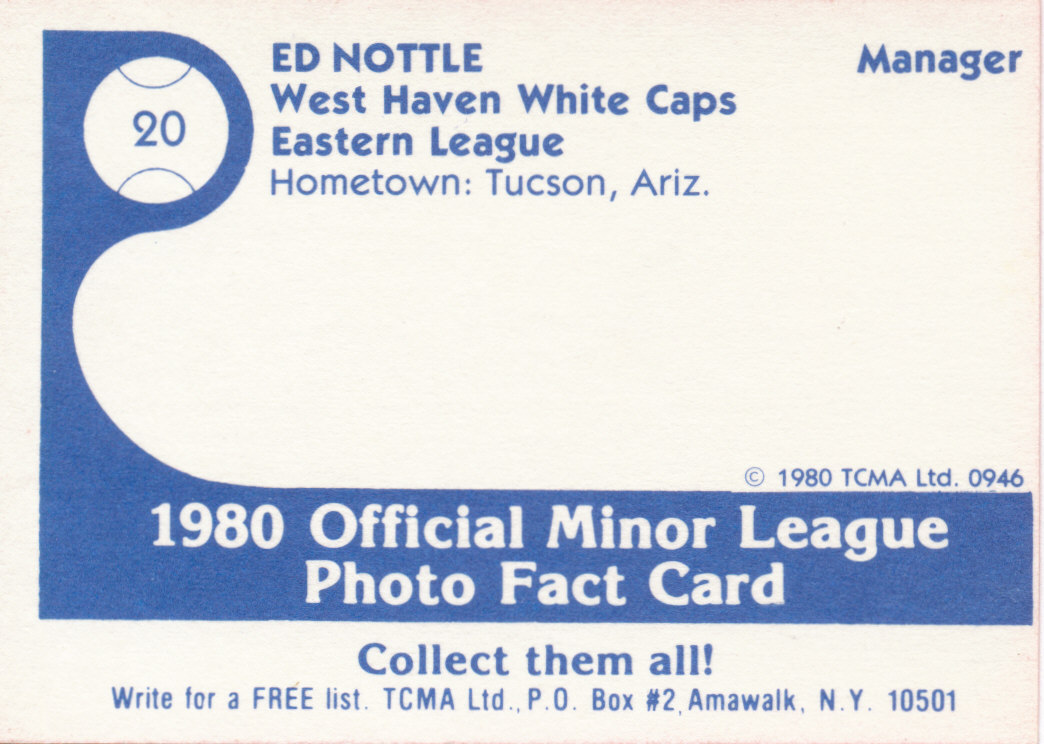 20
ED NOTTLE
Manager
West Haven White Caps
Eastern League
Hometown: Tucson, Ariz.
© 1980 TCMA Ltd. 0946
1980 Official Minor League
Photo Fact Card
Collect them all!
Write for a FREE list. TCMA Ltd., P.O. Box #2, Amawalk, N.Y. 10501